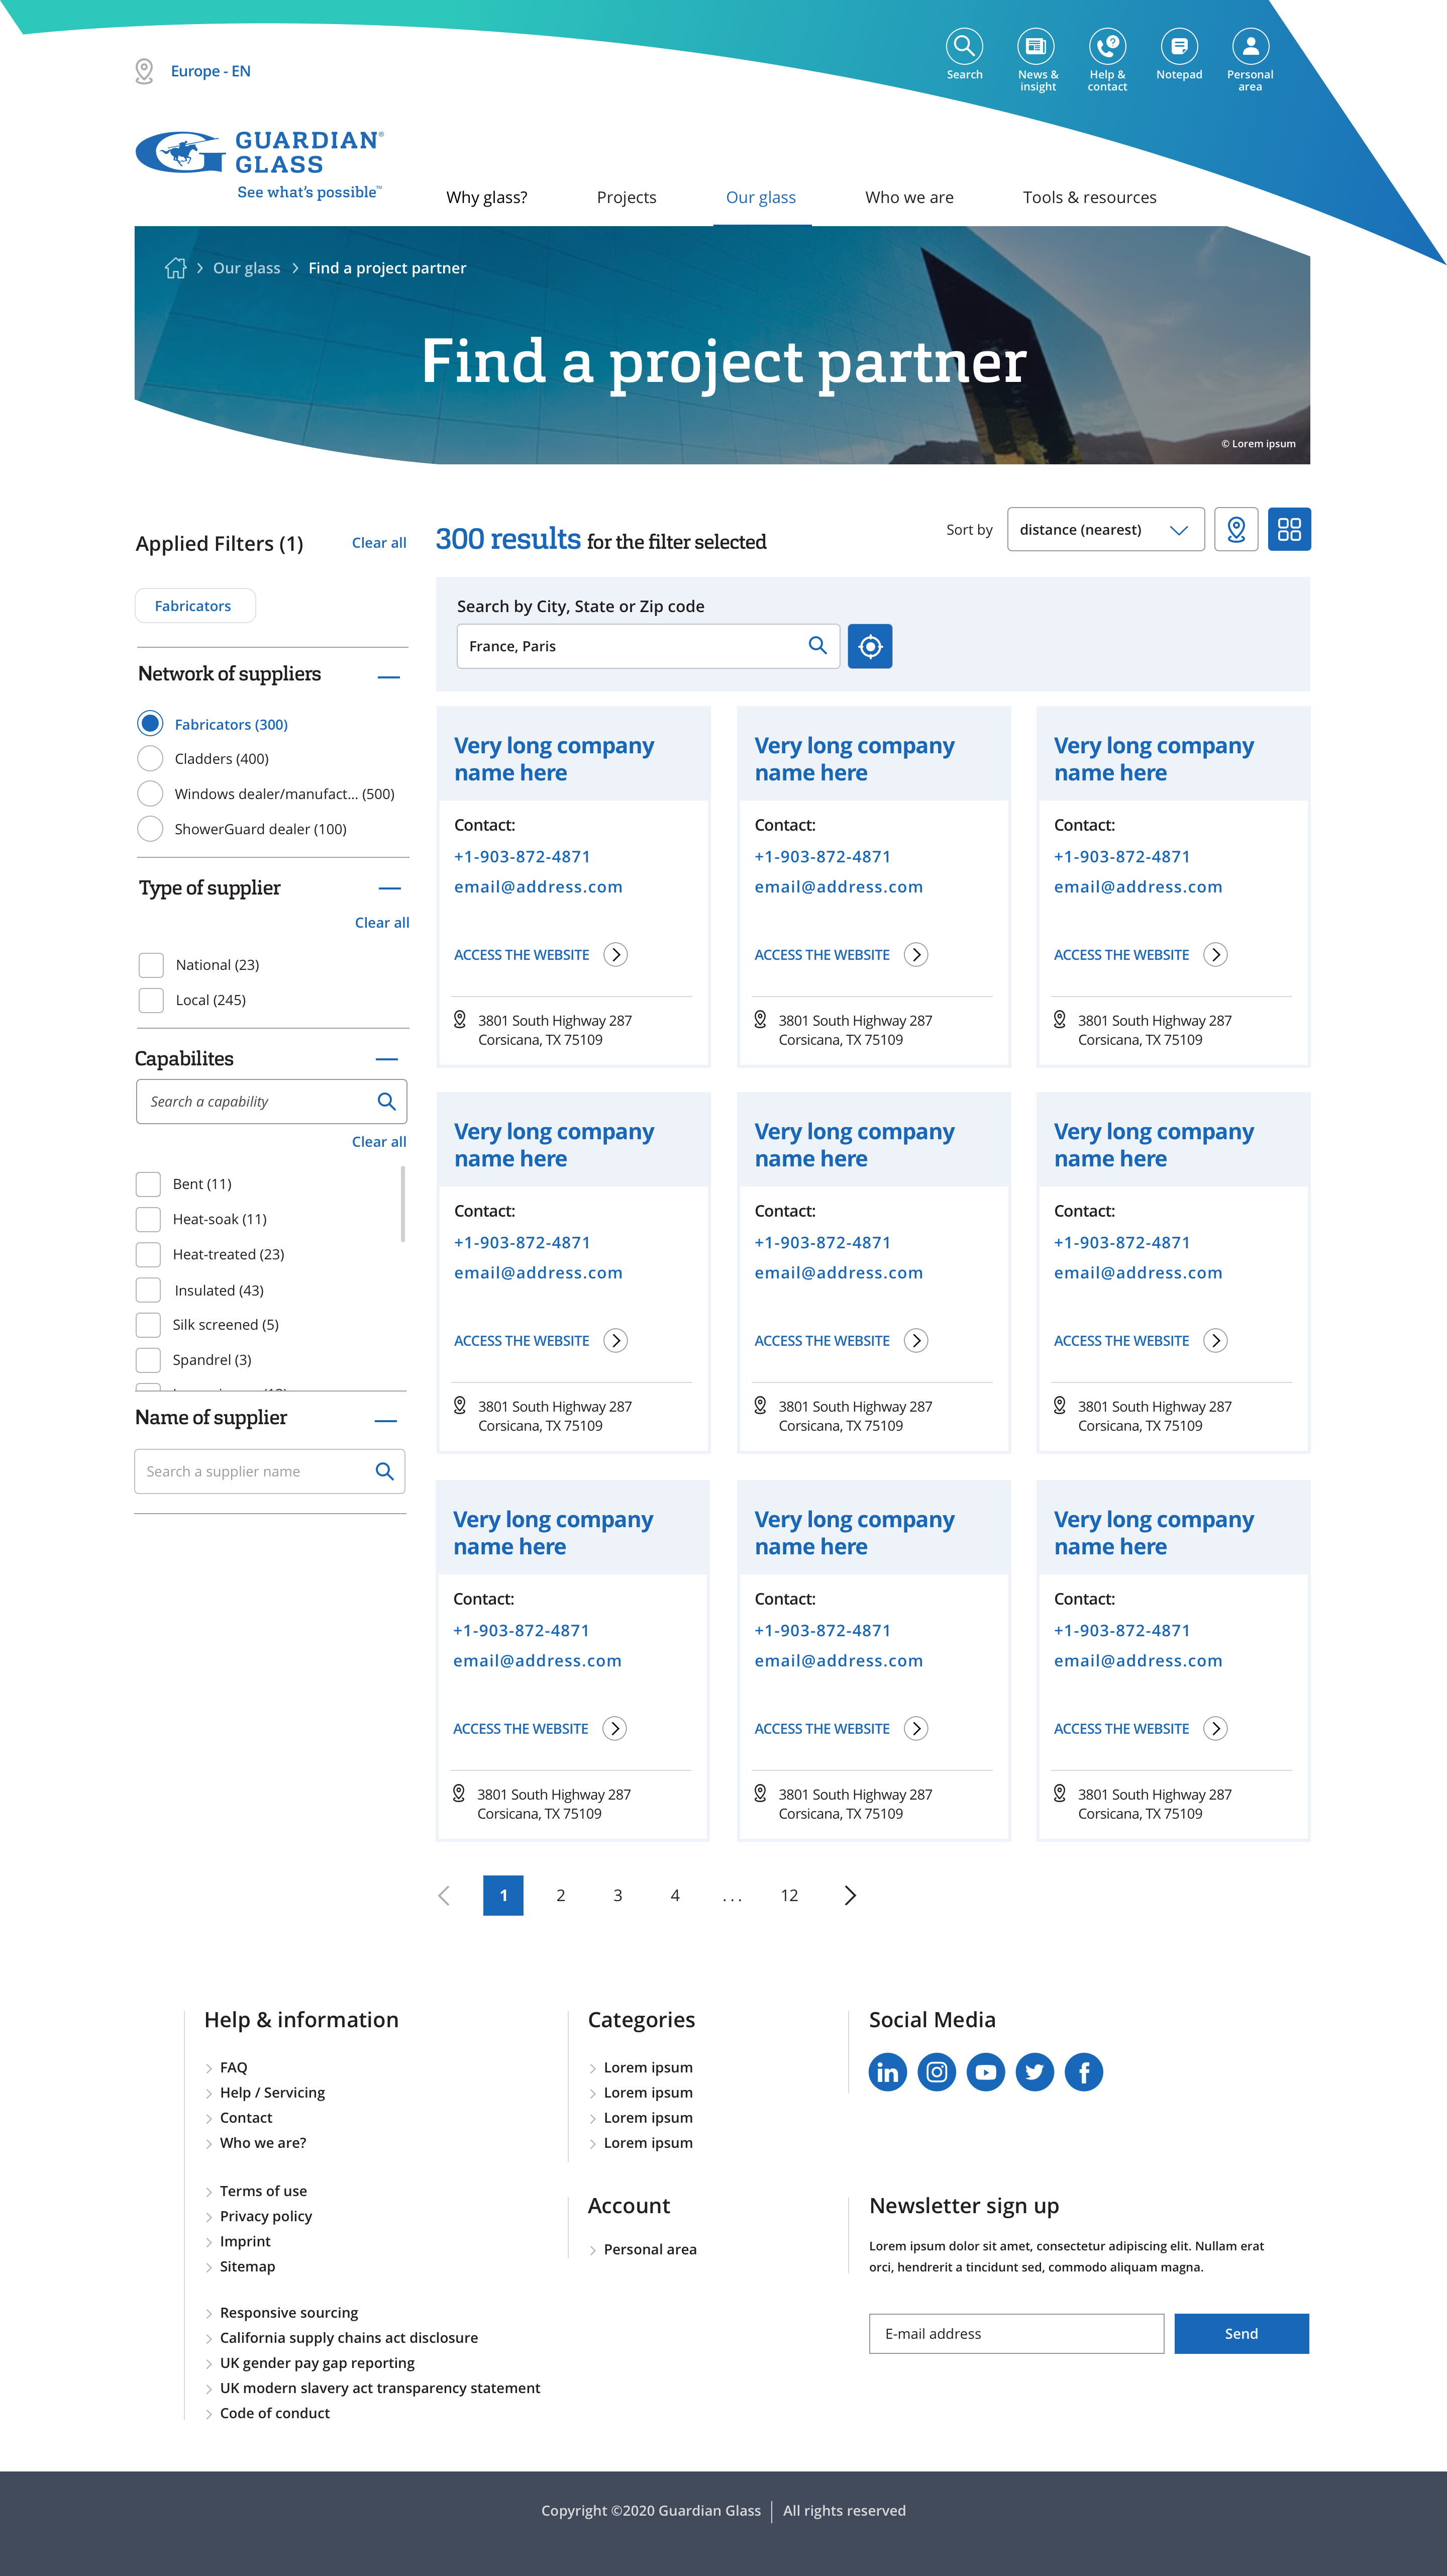 Search
News &
insight
Help &
contact
Notepad
Personal
area
Europe - EN
GUARDIAN®
GLASS
See what's possible™
Why glass?
Projects
Our glass
Who we are
Tools & resources
Our glass
Find a project partner
Find a project partner
© Lorem ipsum
Applied Filters (1)
Clear all
Fabricators
Network of suppliers
Fabricators (300)
Cladders (400)
Windows dealer/manufact... (500)
ShowerGuard dealer (100)
Type of supplier
Clear all
National (23)
Local (245)
Capabilites
Search a capability
Clear all
Bent (11)
Heat-soak (11)
Heat-treated (23)
Insulated (43)
Silk screened (5)
Spandrel (3)
Name of supplier
Search a supplier name
300 results for the filter selected
Sort by
distance (nearest)
Search by City, State or Zip code
France, Paris
Very long company
name here
Contact:
+1-903-872-4871
email@address.com
ACCESS THE WEBSITE
3801 South Highway 287
Corsicana, TX 75109
Very long company
name here
Contact:
+1-903-872-4871
email@address.com
ACCESS THE WEBSITE
3801 South Highway 287
Corsicana, TX 75109
Very long company
name here
Contact:
+1-903-872-4871
email@address.com
ACCESS THE WEBSITE
3801 South Highway 287
Corsicana, TX 75109
Very long company
name here
Contact:
+1-903-872-4871
email@address.com
ACCESS THE WEBSITE
3801 South Highway 287
Corsicana, TX 75109
Very long company
name here
Contact:
+1-903-872-4871
email@address.com
ACCESS THE WEBSITE
3801 South Highway 287
Corsicana, TX 75109
Very long company
name here
Contact:
+1-903-872-4871
email@address.com
ACCESS THE WEBSITE
3801 South Highway 287
Corsicana, TX 75109
Very long company
name here
Contact:
+1-903-872-4871
email@address.com
ACCESS THE WEBSITE
3801 South Highway 287
Corsicana, TX 75109
Very long company
name here
Contact:
+1-903-872-4871
email@address.com
ACCESS THE WEBSITE
3801 South Highway 287
Corsicana, TX 75109
Very long company
name here
Contact:
+1-903-872-4871
email@address.com
ACCESS THE WEBSITE
3801 South Highway 287
Corsicana, TX 75109
1 2 3 4 ... 12
Help & information
FAQ
Help / Servicing
Contact
Who we are?
Terms of use
Privacy policy
Imprint
Sitemap
Responsive sourcing
California supply chains act disclosure
UK gender pay gap reporting
UK modern slavery act transparency statement
Code of conduct
Categories
Lorem ipsum
Lorem ipsum
Lorem ipsum
Lorem ipsum
Account
Personal area
Social Media
Newsletter sign up
Lorem ipsum dolor sit amet, consectetur adipiscing elit. Nullam erat
orci, hendrerit a tincidunt sed, commodo aliquam magna.
E-mail address
Send
Copyright ©2020 Guardian Glass | All rights reserved